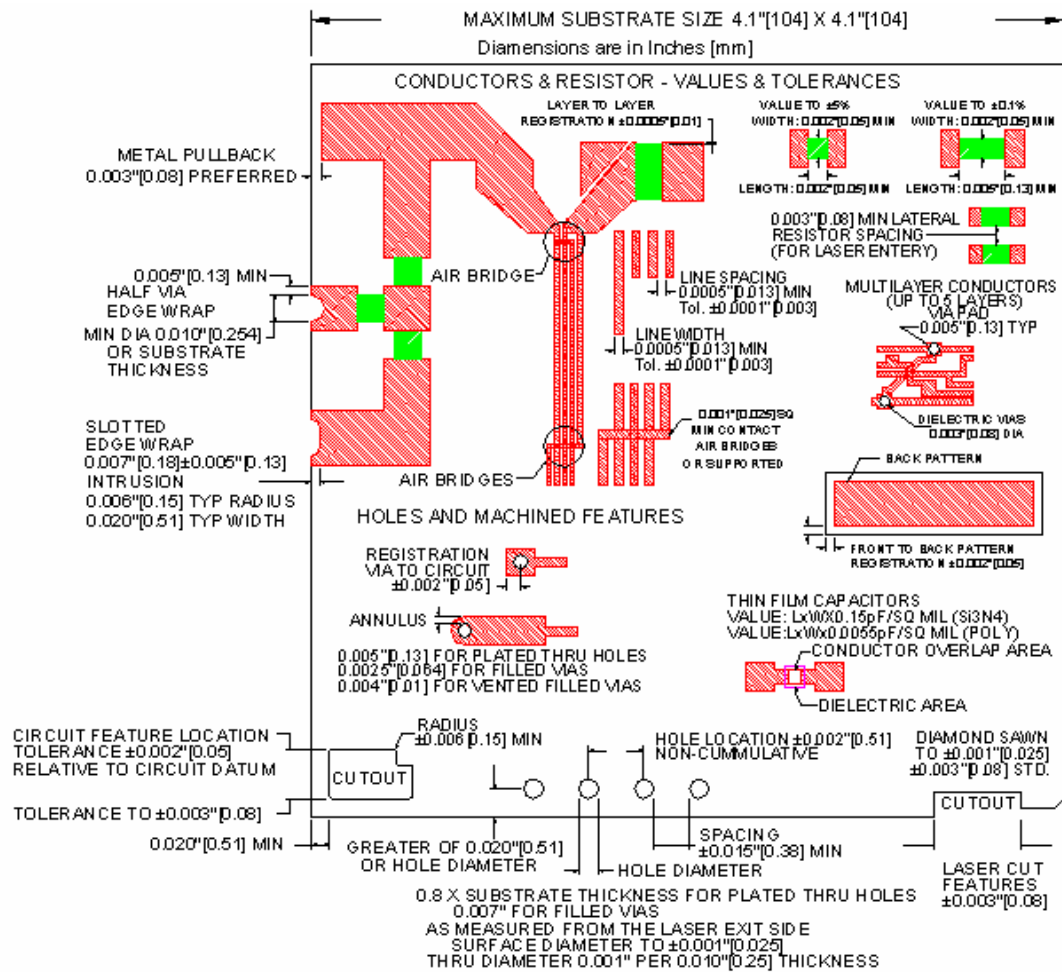 MAXIMUM SUBSTRATE SIZE 4.1"[104] X 4.1"[104]
Diamensions are in Inches [mm]
CONDUCTORS & RESISTOR - VALUES & TOLERANCES
LAYER TO LAYER
REGISTRATION ±0.0005"[0.01]
VALUE TO ±5%
WIDTH: 0.002"[0.05] MIN
LENGTH: 0.002"[0.05] MIN
VALUE TO ±0.1%
WIDTH: 0.002"[0.05] MIN
LENGTH: 0.005"[0.13] MIN
METAL PULLBACK
0.003"[0.08] PREFERRED
0.003"[0.08] MIN LATERAL
RESISTOR SPACING
(FOR LASER ENTERY)
AIR BRIDGE
0.005"[0.13] MIN
HALF VIA
EDGE WRAP
MIN DIA 0.010"[0.254]
OR SUBSTRATE
THICKNESS
LINE SPACING
0.0005"[0.013] MIN
Tol. ±0.0001"[0.003]
LINE WIDTH
0.0005"[0.013] MIN
Tol. ±0.0001"[0.003]
MULTILAYER CONDUCTORS
(UP TO 5 LAYERS)
VIA PAD
0.005"[0.13] TYP
DIELECTRIC VIAS
0.003"[0.08] DIA
SLOTTED
EDGE WRAP
0.007"[0.18]±0.005"[0.13]
INTRUSION
0.006"[0.15] TYP RADIUS
0.020"[0.51] TYP WIDTH
AIR BRIDGES
0.001"[0.025]SQ
MIN CONTACT
AIR BRIDGES
OR SUPPORTED
BACK PATTERN
FRONT TO BACK PATTERN
REGISTRATION ±0.002"[0.05]
HOLES AND MACHINED FEATURES
REGISTRATION
VIA TO CIRCUIT
±0.002"[0.05]
ANNULUS
0.005"[0.13] FOR PLATED THRU HOLES
0.0025"[0.064] FOR FILLED VIAS
0.004"[0.01] FOR VENTED FILLED VIAS
THIN FILM CAPACITORS
VALUE: LxWX0.15pF/SQ MIL (Si3N4)
VALUE:LxWx0.0055pF/SQ MIL (POLY)
CONDUCTOR OVERLAP AREA
DIELECTRIC AREA
CIRCUIT FEATURE LOCATION
TOLERANCE ±0.002"[0.05]
RELATIVE TO CIRCUIT DATUM
TOLERANCE TO ±0.003"[0.08]
0.020"[0.51] MIN
CUTOUT
RADIUS
±0.006[0.15] MIN
HOLE LOCATION ±0.002"[0.51]
NON-CUMMULATIVE
DIAMOND SAWN
TO ±0.001"[0.025]
±0.003"[0.08] STD.
CUTOUT
GREATER OF 0.020"[0.51]
OR HOLE DIAMETER
HOLE DIAMETER
SPACING
±0.015"[0.38] MIN
LASER CUT
FEATURES
±0.003"[0.08]
0.8 X SUBSTRATE THICKNESS FOR PLATED THRU HOLES
0.007" FOR FILLED VIAS
AS MEASURED FROM THE LASER EXIT SIDE
SURFACE DIAMETER TO ±0.001"[0.025]
THRU DIAMETER 0.001" PER 0.010"[0.25] THICKNESS